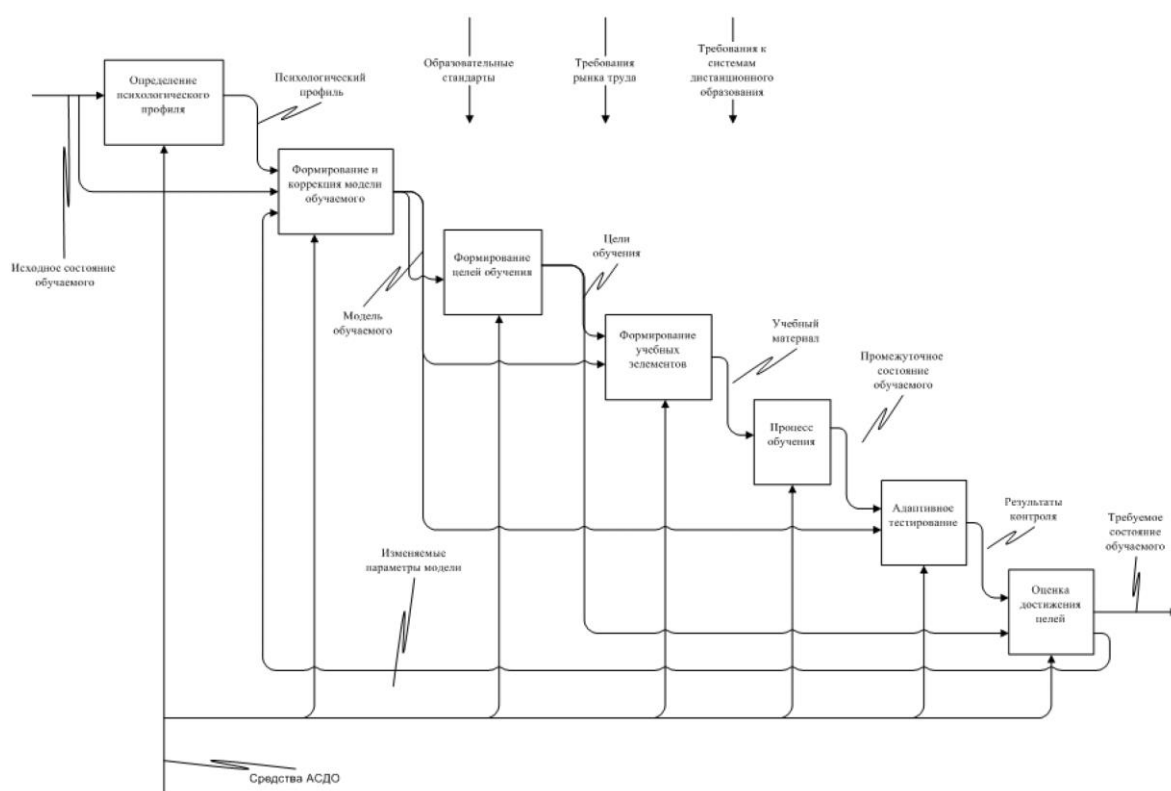 Определение
психологического
профиля
Психологический
профиль
Образовательные
стандарты
Требования
рынка труда
Требования к
системам
дистанционного
образования
Формирование и
коррекция модели
обучаемого
Исходное состояние
обучаемого
Формирование
целей обучения
Цели
обучения
Модель
обучаемого
Формирование
учебных
зелементов
Учебный
материал
Промежуточное
состояние
обучаемого
Процесс
обучения
Адаптивное
тестирование
Результаты
контроля
Требуемое
состояние
обучаемого
Изменяемые
параметры модели
Оценка
достижения
целей
Средства АСДО